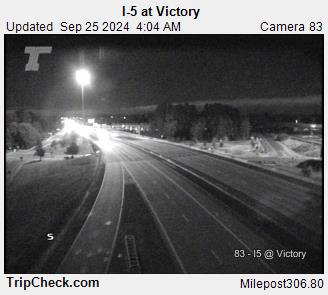 I-5 at Victory
Updated Sep 25 2024 4:04 AM Camera 83
T
S
83 - I5 @ Victory
TripCheck.com Milepost306.80